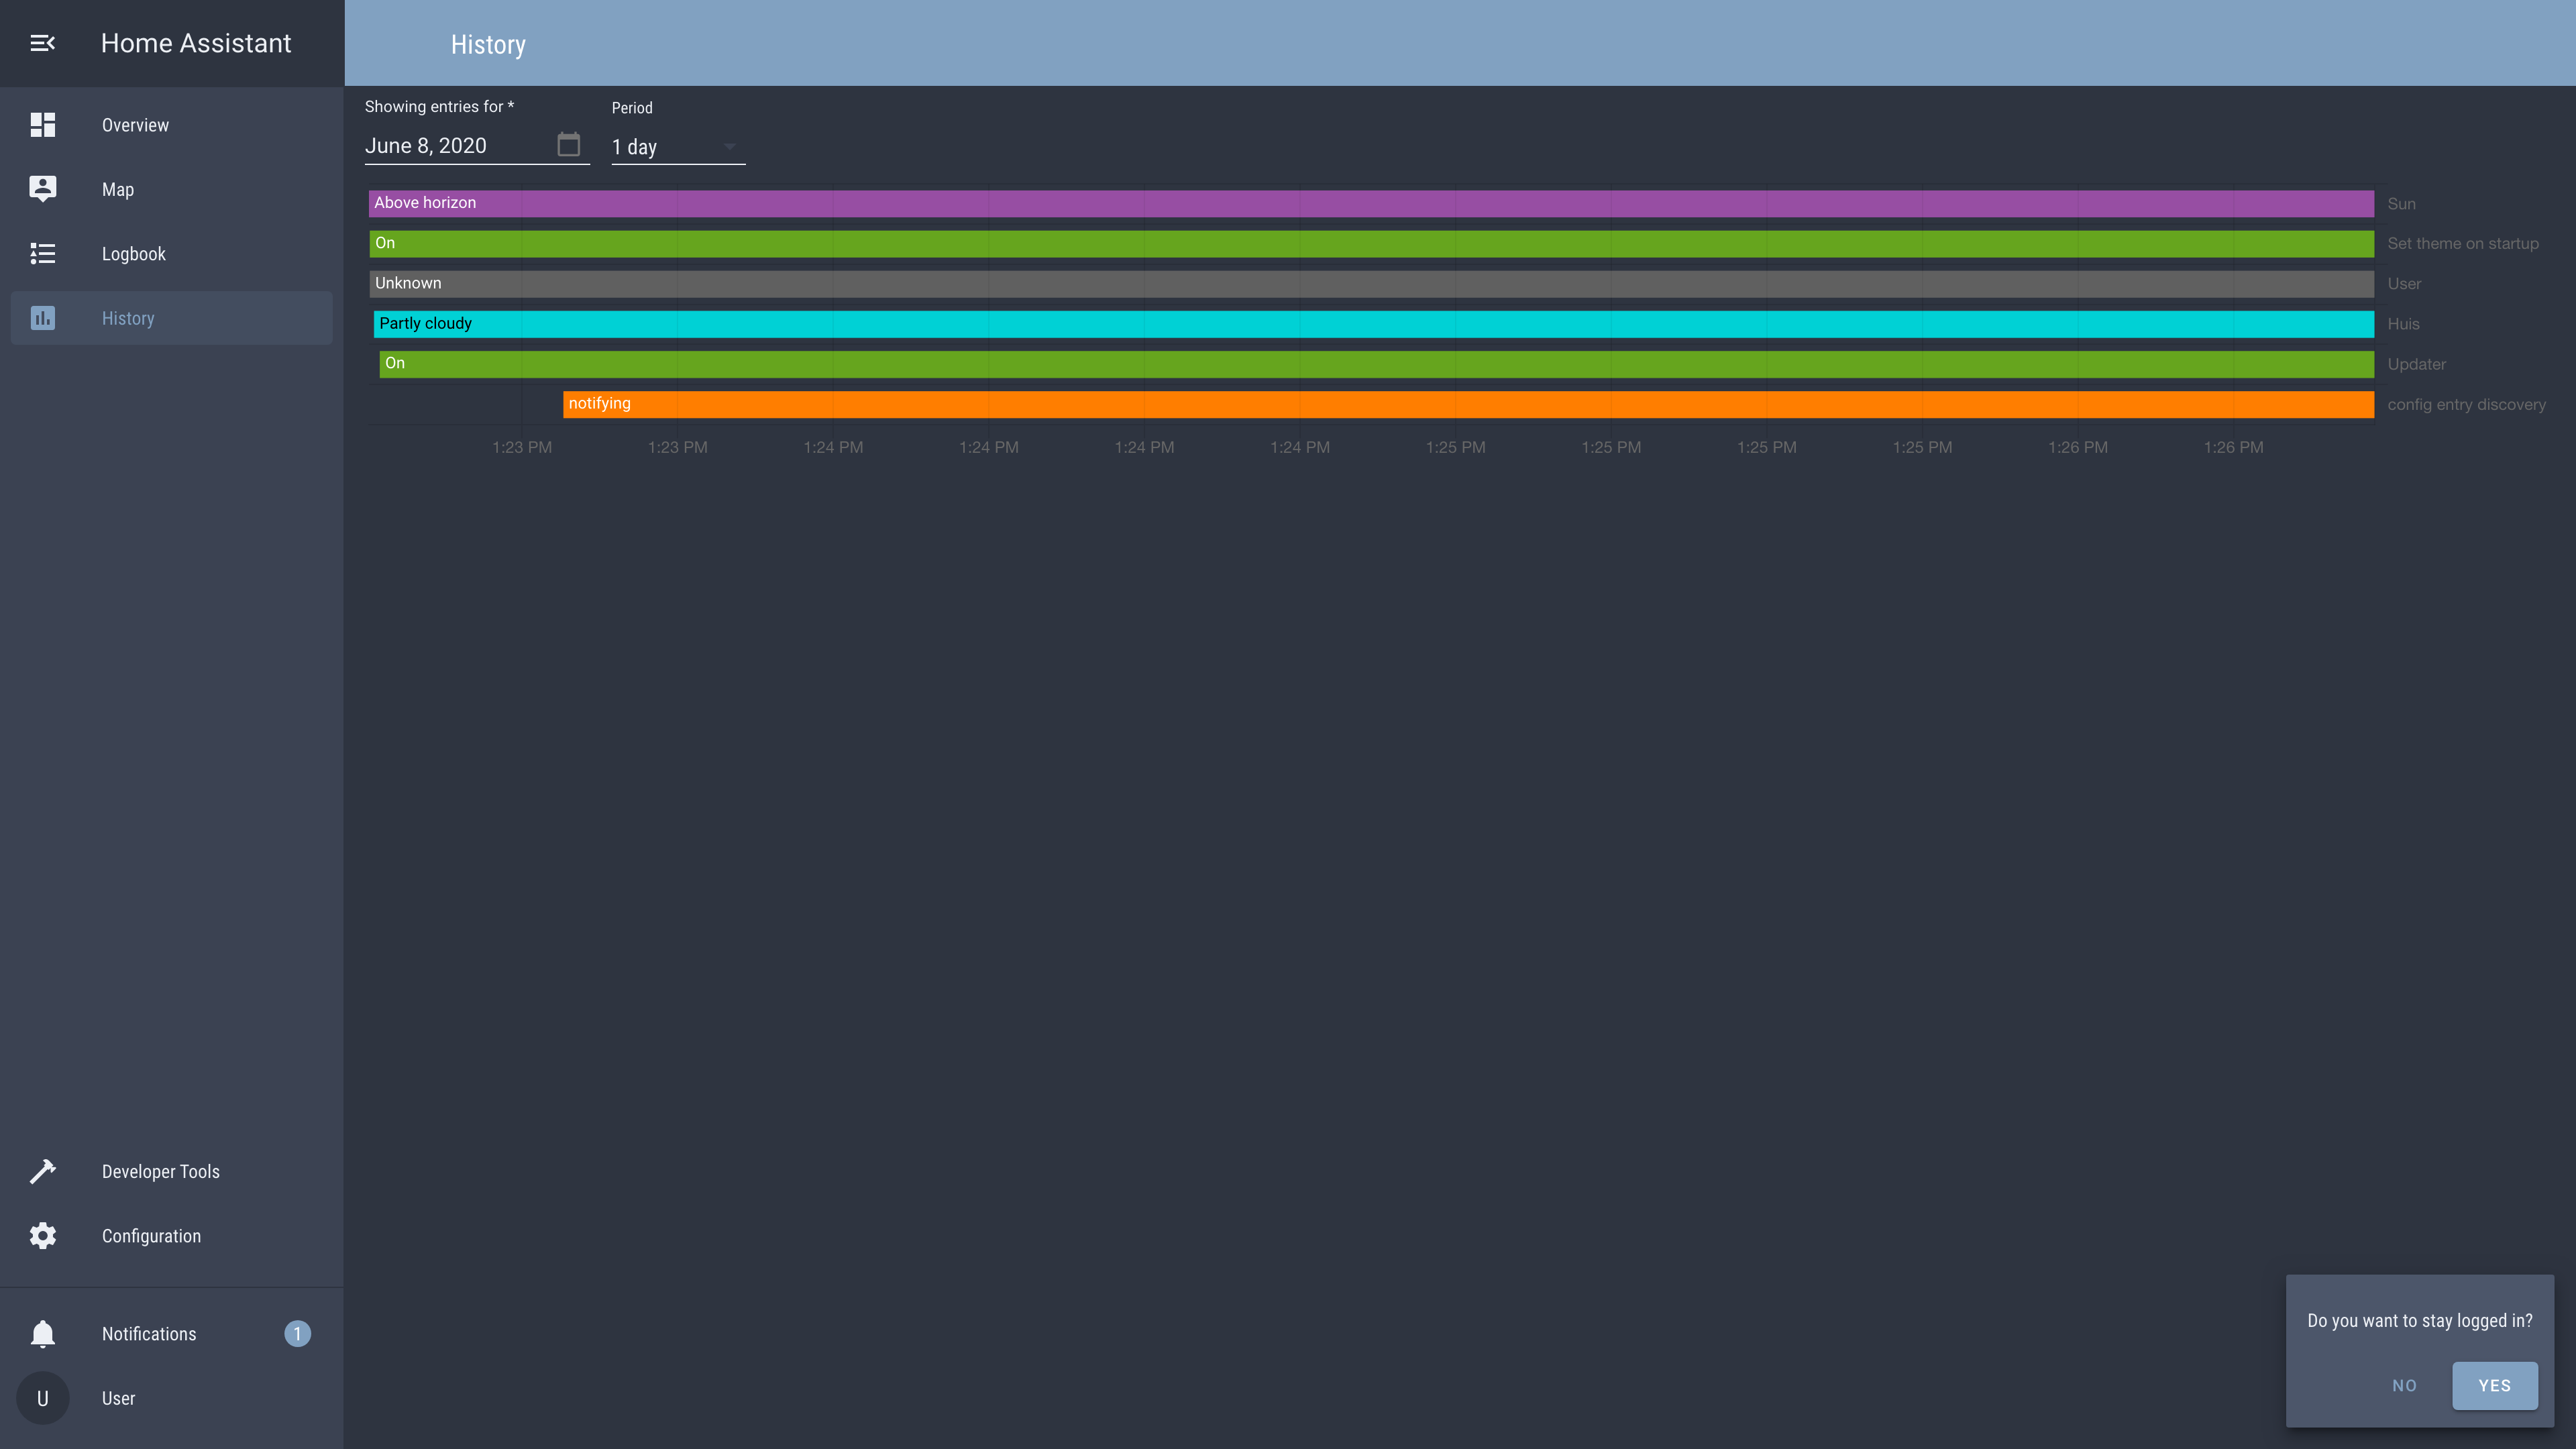 Home Assistant
History
Overview
Map
Logbook
History
Showing entries for *
Period
June 8, 2020
1 day
Above horizon
Sun
On
Set theme on startup
Unknown
User
Partly cloudy
Huis
On
Updater
notifying
config entry discovery
1:23 PM 1:23 PM 1:24 PM 1:24 PM 1:24 PM 1:24 PM 1:25 PM 1:25 PM 1:25 PM 1:25 PM 1:26 PM 1:26 PM
Developer Tools
Configuration
Notifications 1
U User
Do you want to stay logged in?
NO YES